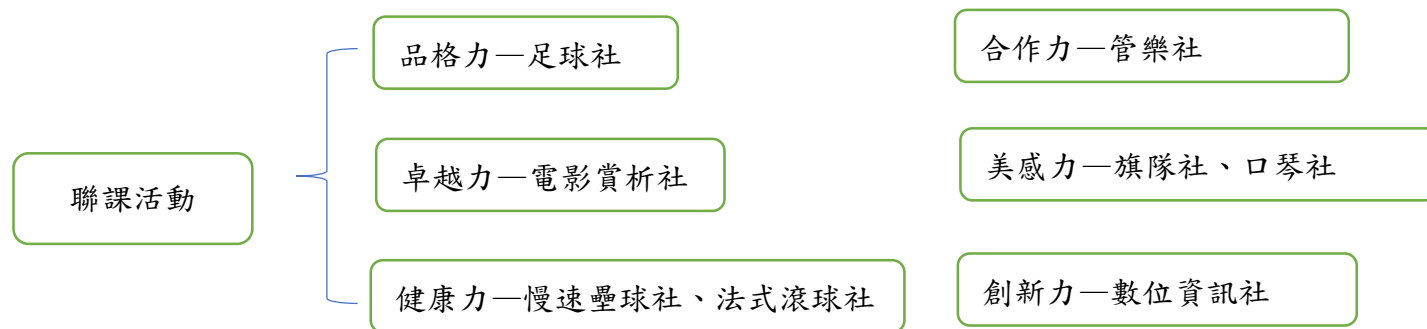 聯課活動
品格力—足球社
卓越力—電影賞析社
健康力—慢速壘球社、法式滾球社
合作力—管樂社
美感力—旗隊社、口琴社
創新力—數位資訊社